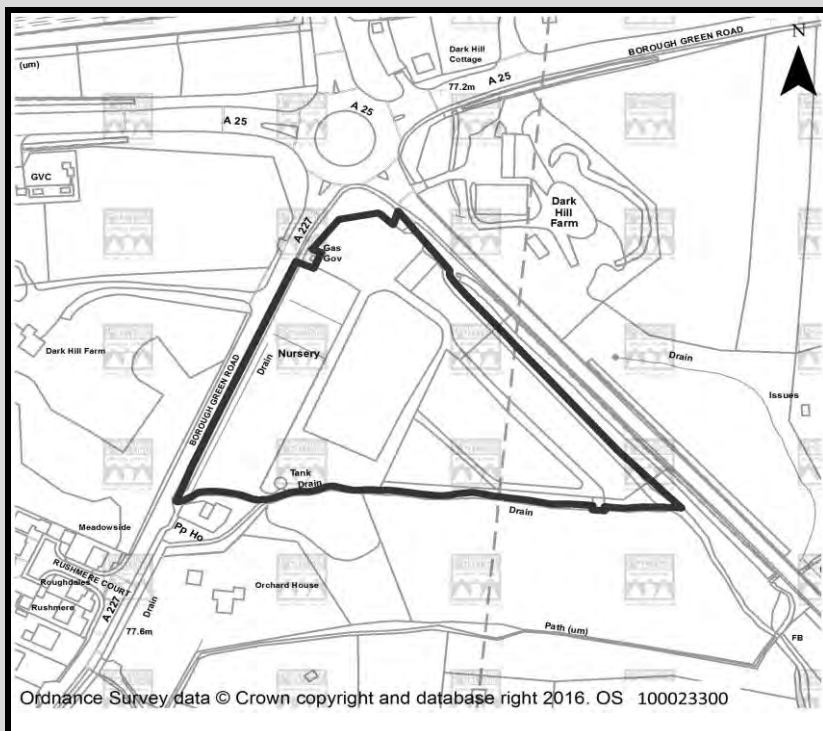 (um)
Dark Hill
Cottage
BOROUGH GREEN ROAD
N
A 25
77.2m
A 25
A 25
GVC
A 227
Gas
Gov
Dark
Hill
Farm
Dark Hill Farm
BOROUGH GREEN ROAD
Drain
Nursery
Drain
Issues
Tank
Drain
Drain
Meadowside
Pp Ho
RUSHMERE COURT
Roughdales
Rushmere
A 227
Drain
Orchard House
77.6m
Path (um)
FB
Ordnance Survey data © Crown copyright and database right 2016. OS 100023300